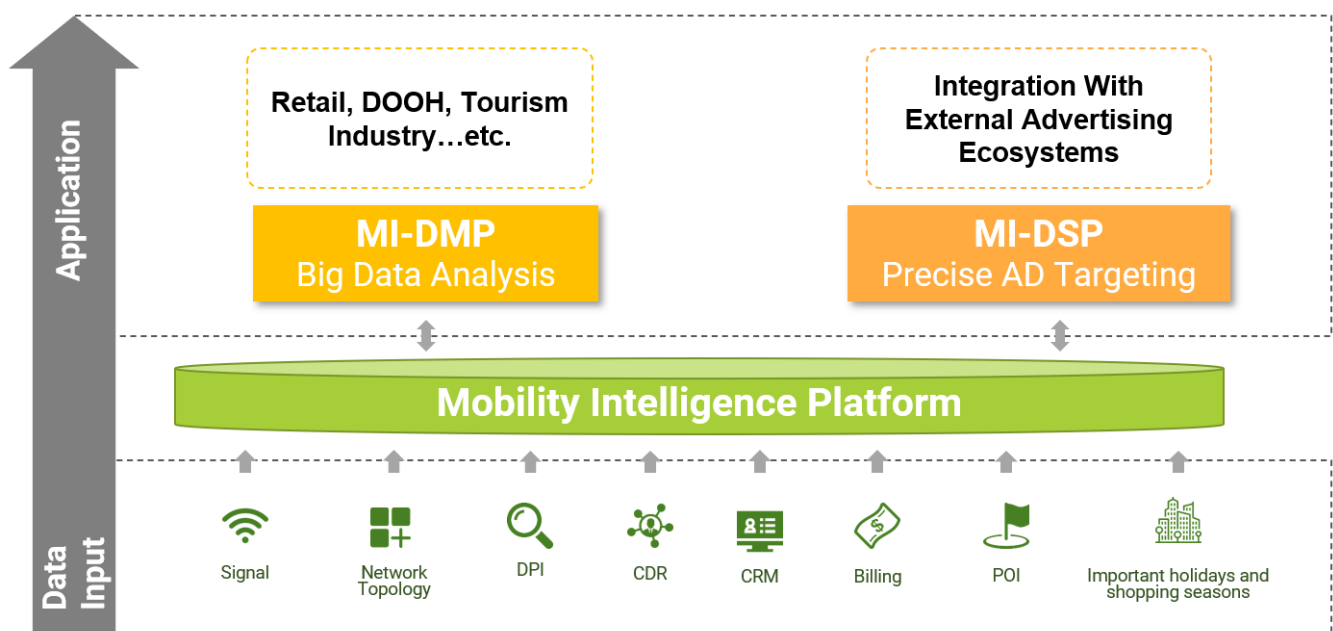 Application
Retail, DOOH, Tourism
Industry…etc.
Integration With
External Advertising
Ecosystems
MI-DMP
Big Data Analysis
MI-DSP
Precise AD Targeting
Mobility Intelligence Platform
Data
Input
Signal
Network
Topology
DPI
CDR
CRM
$
Billing
POI
Important holidays and
shopping seasons